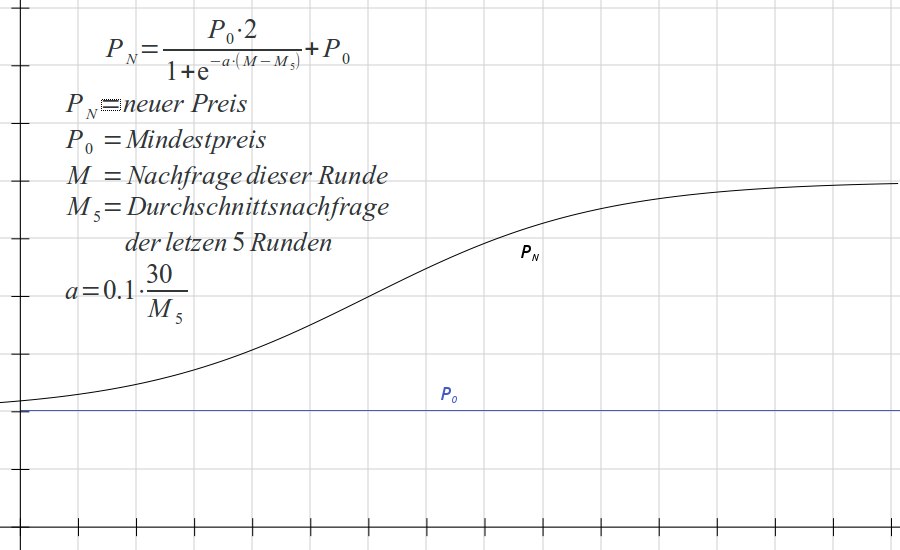 P_N = \frac{P_0 \cdot 2}{1+e^{-a \cdot (M-M_5)}} + P_0
P_N = neuer Preis
P_0 = Mindestpreis
M = Nachfrage dieser Runde
M_5 = Durchschnittsnachfrage
der letzen 5 Runden
a = 0.1 \cdot \frac{30}{M_5}
P_N
P_0